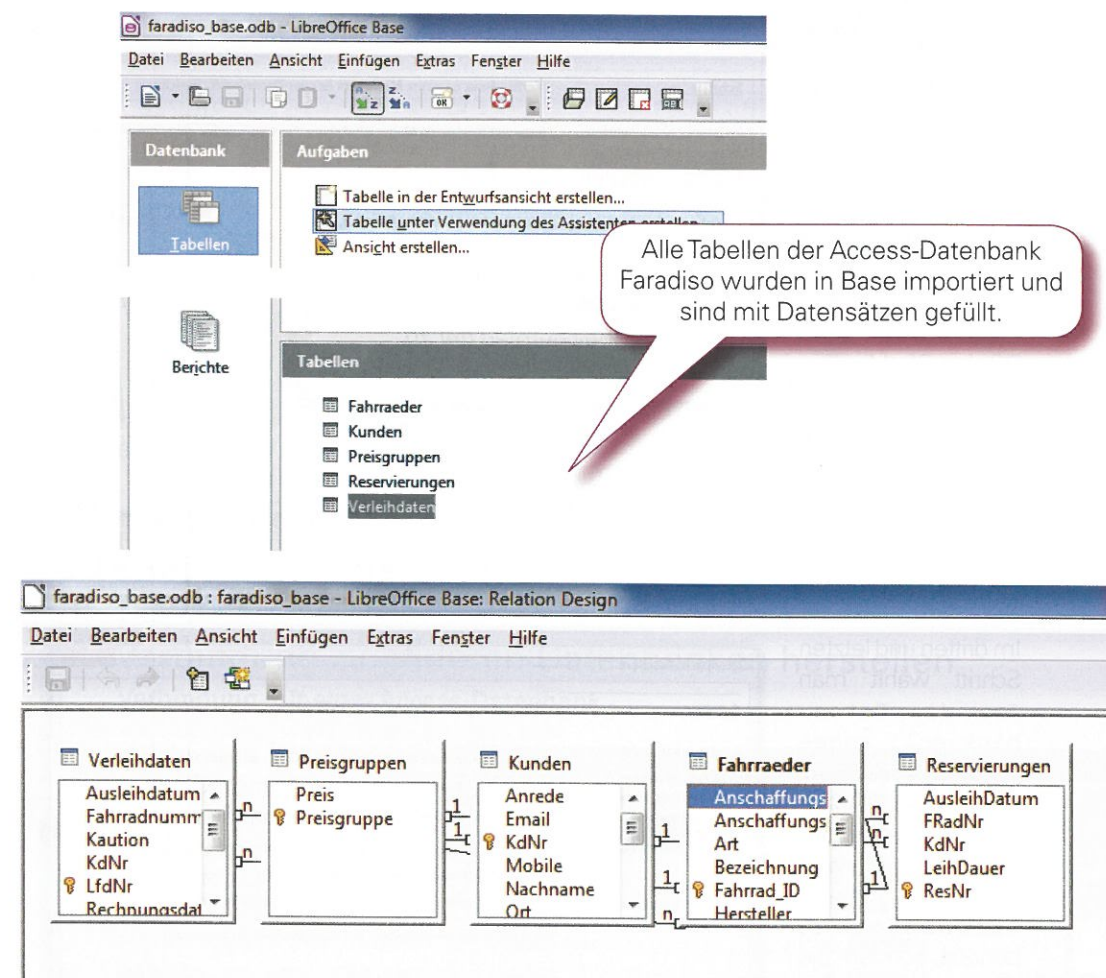 faradiso_base.odb - LibreOffice Base
Datei Bearbeiten Ansicht Einfügen Extras Fenster Hilfe
Datenbank
Aufgaben
Tabellen
Tabelle in der Entwurfsansicht erstellen...
Tabelle unter Verwendung des Assistenten erstellen...
Ansicht erstellen...
Alle Tabellen der Access-Datenbank
Faradiso wurden in Base importiert und
sind mit Datensätzen gefüllt.
Berichte
Tabellen
Fahrraeder
Kunden
Preisgruppen
Reservierungen
Verleihdaten
faradiso_base.odb : faradiso_base - LibreOffice Base: Relation Design
Datei Bearbeiten Ansicht Einfügen Extras Fenster Hilfe
Verleihdaten
Ausleihdatum
Fahrradnumm
Kaution
KdNr
LfdNr
Rechnungsdat
n
n
Preisgruppen
Preis
Preisgruppe
1
1
Kunden
Anrede
Email
KdNr
Mobile
Nachname
Ort
1
1
n
Fahrraeder
Anschaffungs
Anschaffungs
Art
Bezeichnung
Fahrrad_ID
Hersteller
n
n
1
Reservierungen
AusleihDatum
FRadNr
KdNr
LeihDauer
ResNr